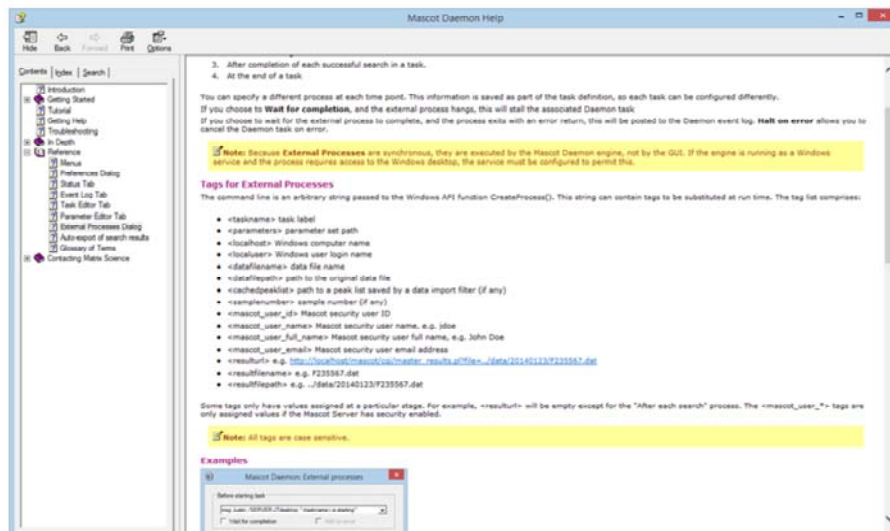 Mascot Daemon Help
Hide Back Forward Print Options
Contents Index Search
Introduction
Getting Started
Tutorial
Getting Help
Troubleshooting
In Depth
Reference
Menus
Preferences Dialog
Status Tab
Event Log Tab
Task Editor Tab
Parameter Editor Tab
External Processes Dialog
Auto-export of search results
Glossary of Terms
Contacting Matrix Science
3. After completion of each successful search in a task.
4. At the end of a task
You can specify a different process at each time point. This information is saved as part of the task definition, so each task can be configured differently.
If you choose to Wait for completion, and the external process hangs, this will stall the associated Daemon task
If you choose to wait for the external process to complete, and the process exits with an error return, this will be posted to the Daemon event log. Halt on error allows you to
cancel the Daemon task on error.
Note: Because External Processes are synchronous, they are executed by the Mascot Daemon engine, not by the GUI. If the engine is running as a Windows
service and the process requires access to the Windows desktop, the service must be configured to permit this.
Tags for External Processes
The command line is an arbitrary string passed to the Windows API function CreateProcess(). This string can contain tags to be substituted at run time. The tag list comprises:
• <taskname> task label
• <parameters> parameter set path
• <localhost> Windows computer name
• <localuser> Windows user login name
• <datafilename> data file name
• <datafilepath> path to the original data file
• <cachedpeaklist> path to a peak list saved by a data import filter (if any)
• <samplenumber> sample number (if any)
• <mascot_user_id> Mascot security user ID
• <mascot_user_name> Mascot security user name, e.g. jdoe
• <mascot_user_full_name> Mascot security user full name, e.g. John Doe
• <mascot_user_email> Mascot security user email address
• <resulturl> e.g. http://localhost/mascot/cgi/master_results.pl?file=../data/20140123/F235567.dat
• <resultfilename> e.g. F235567.dat
• <resultfilepath> e.g. ../data/20140123/F235567.dat
Some tags only have values assigned at a particular stage. For example, <resulturl> will be empty except for the "After each search" process. The <mascot_user_*> tags are
only assigned values if the Mascot Server has security enabled.
Note: All tags are case sensitive.
Examples
Mascot Daemon: External processes
Before starting task
Wait for completion